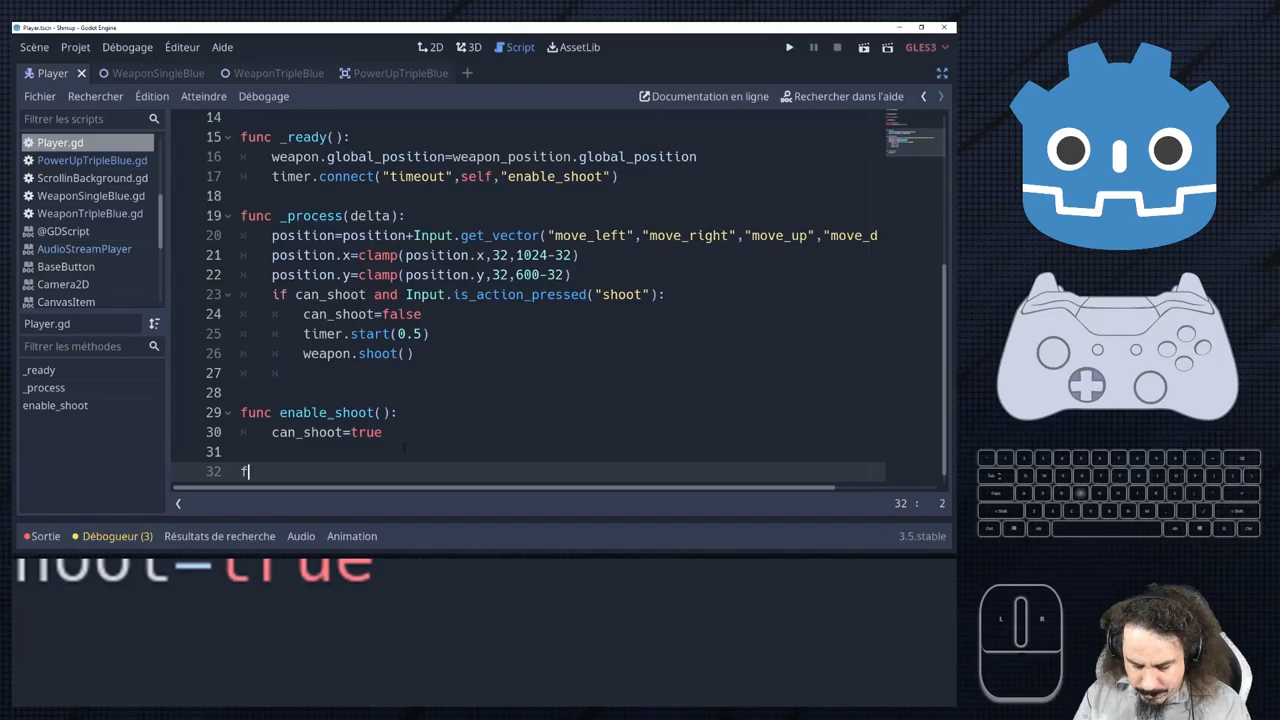 Player.tscn - Shmup - Godot Engine
Scène Projet Débogage Éditeur Aide
2D 3D Script AssetLib
GLES3
Player WeaponSingleBlue WeaponTripleBlue PowerUpTripleBlue
Fichier Rechercher Édition Atteindre Débogage
Documentation en ligne Rechercher dans l'aide
Filtrer les scripts
Player.gd
PowerUpTripleBlue.gd
ScrollinBackground.gd
WeaponSingleBlue.gd
WeaponTripleBlue.gd
@GDScript
AudioStreamPlayer
BaseButton
Camera2D
CanvasItem
Player.gd
Filtrer les méthodes
_ready
_process
enable_shoot
14
15 func _ready():
16 weapon.global_position=weapon_position.global_position
17 timer.connect("timeout",self,"enable_shoot")
18
19 func _process(delta):
20 position=position+Input.get_vector("move_left","move_right","move_up","move_d
21 position.x=clamp(position.x,32,1024-32)
22 position.y=clamp(position.y,32,600-32)
23 if can_shoot and Input.is_action_pressed("shoot"):
24 can_shoot=false
25 timer.start(0.5)
26 weapon.shoot()
27
28
29 func enable_shoot():
30 can_shoot=true
31
32 f
32 : 2
Sortie Débogueur (3) Résultats de recherche Audio Animation
3.5.stable
hoot=true
L R